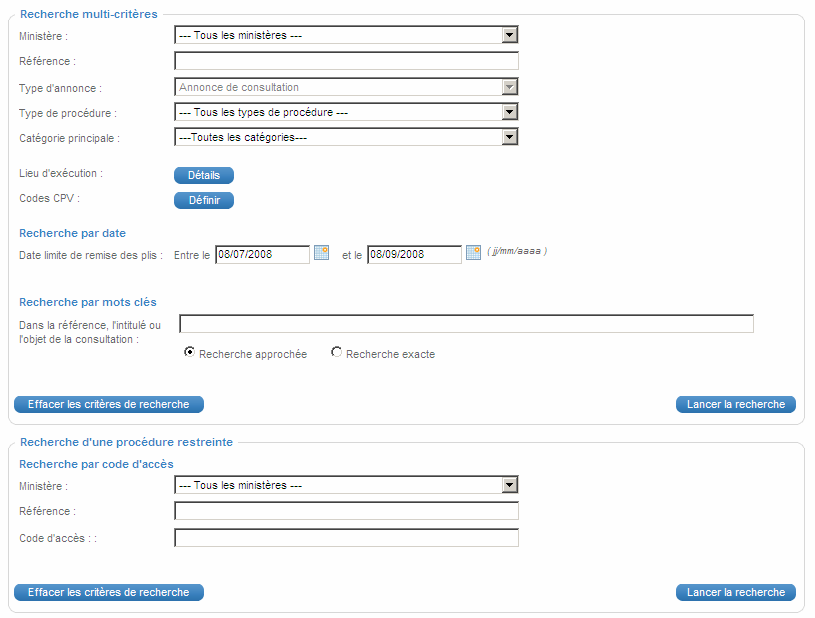 Recherche multi-critères
Ministère : --- Tous les ministères ---
Référence :
Type d'annonce : Annonce de consultation
Type de procédure : --- Tous les types de procédure ---
Catégorie principale : ---Toutes les catégories---
Lieu d'exécution : Détails
Codes CPV : Définir
Recherche par date
Date limite de remise des plis : Entre le 08/07/2008 et le 08/09/2008 ( jj/mm/aaaa )
Recherche par mots clés
Dans la référence, l'intitulé ou
l'objet de la consultation :
Recherche approchée Recherche exacte
Effacer les critères de recherche Lancer la recherche
Recherche d'une procédure restreinte
Recherche par code d'accès
Ministère : --- Tous les ministères ---
Référence :
Code d'accès : :
Effacer les critères de recherche Lancer la recherche